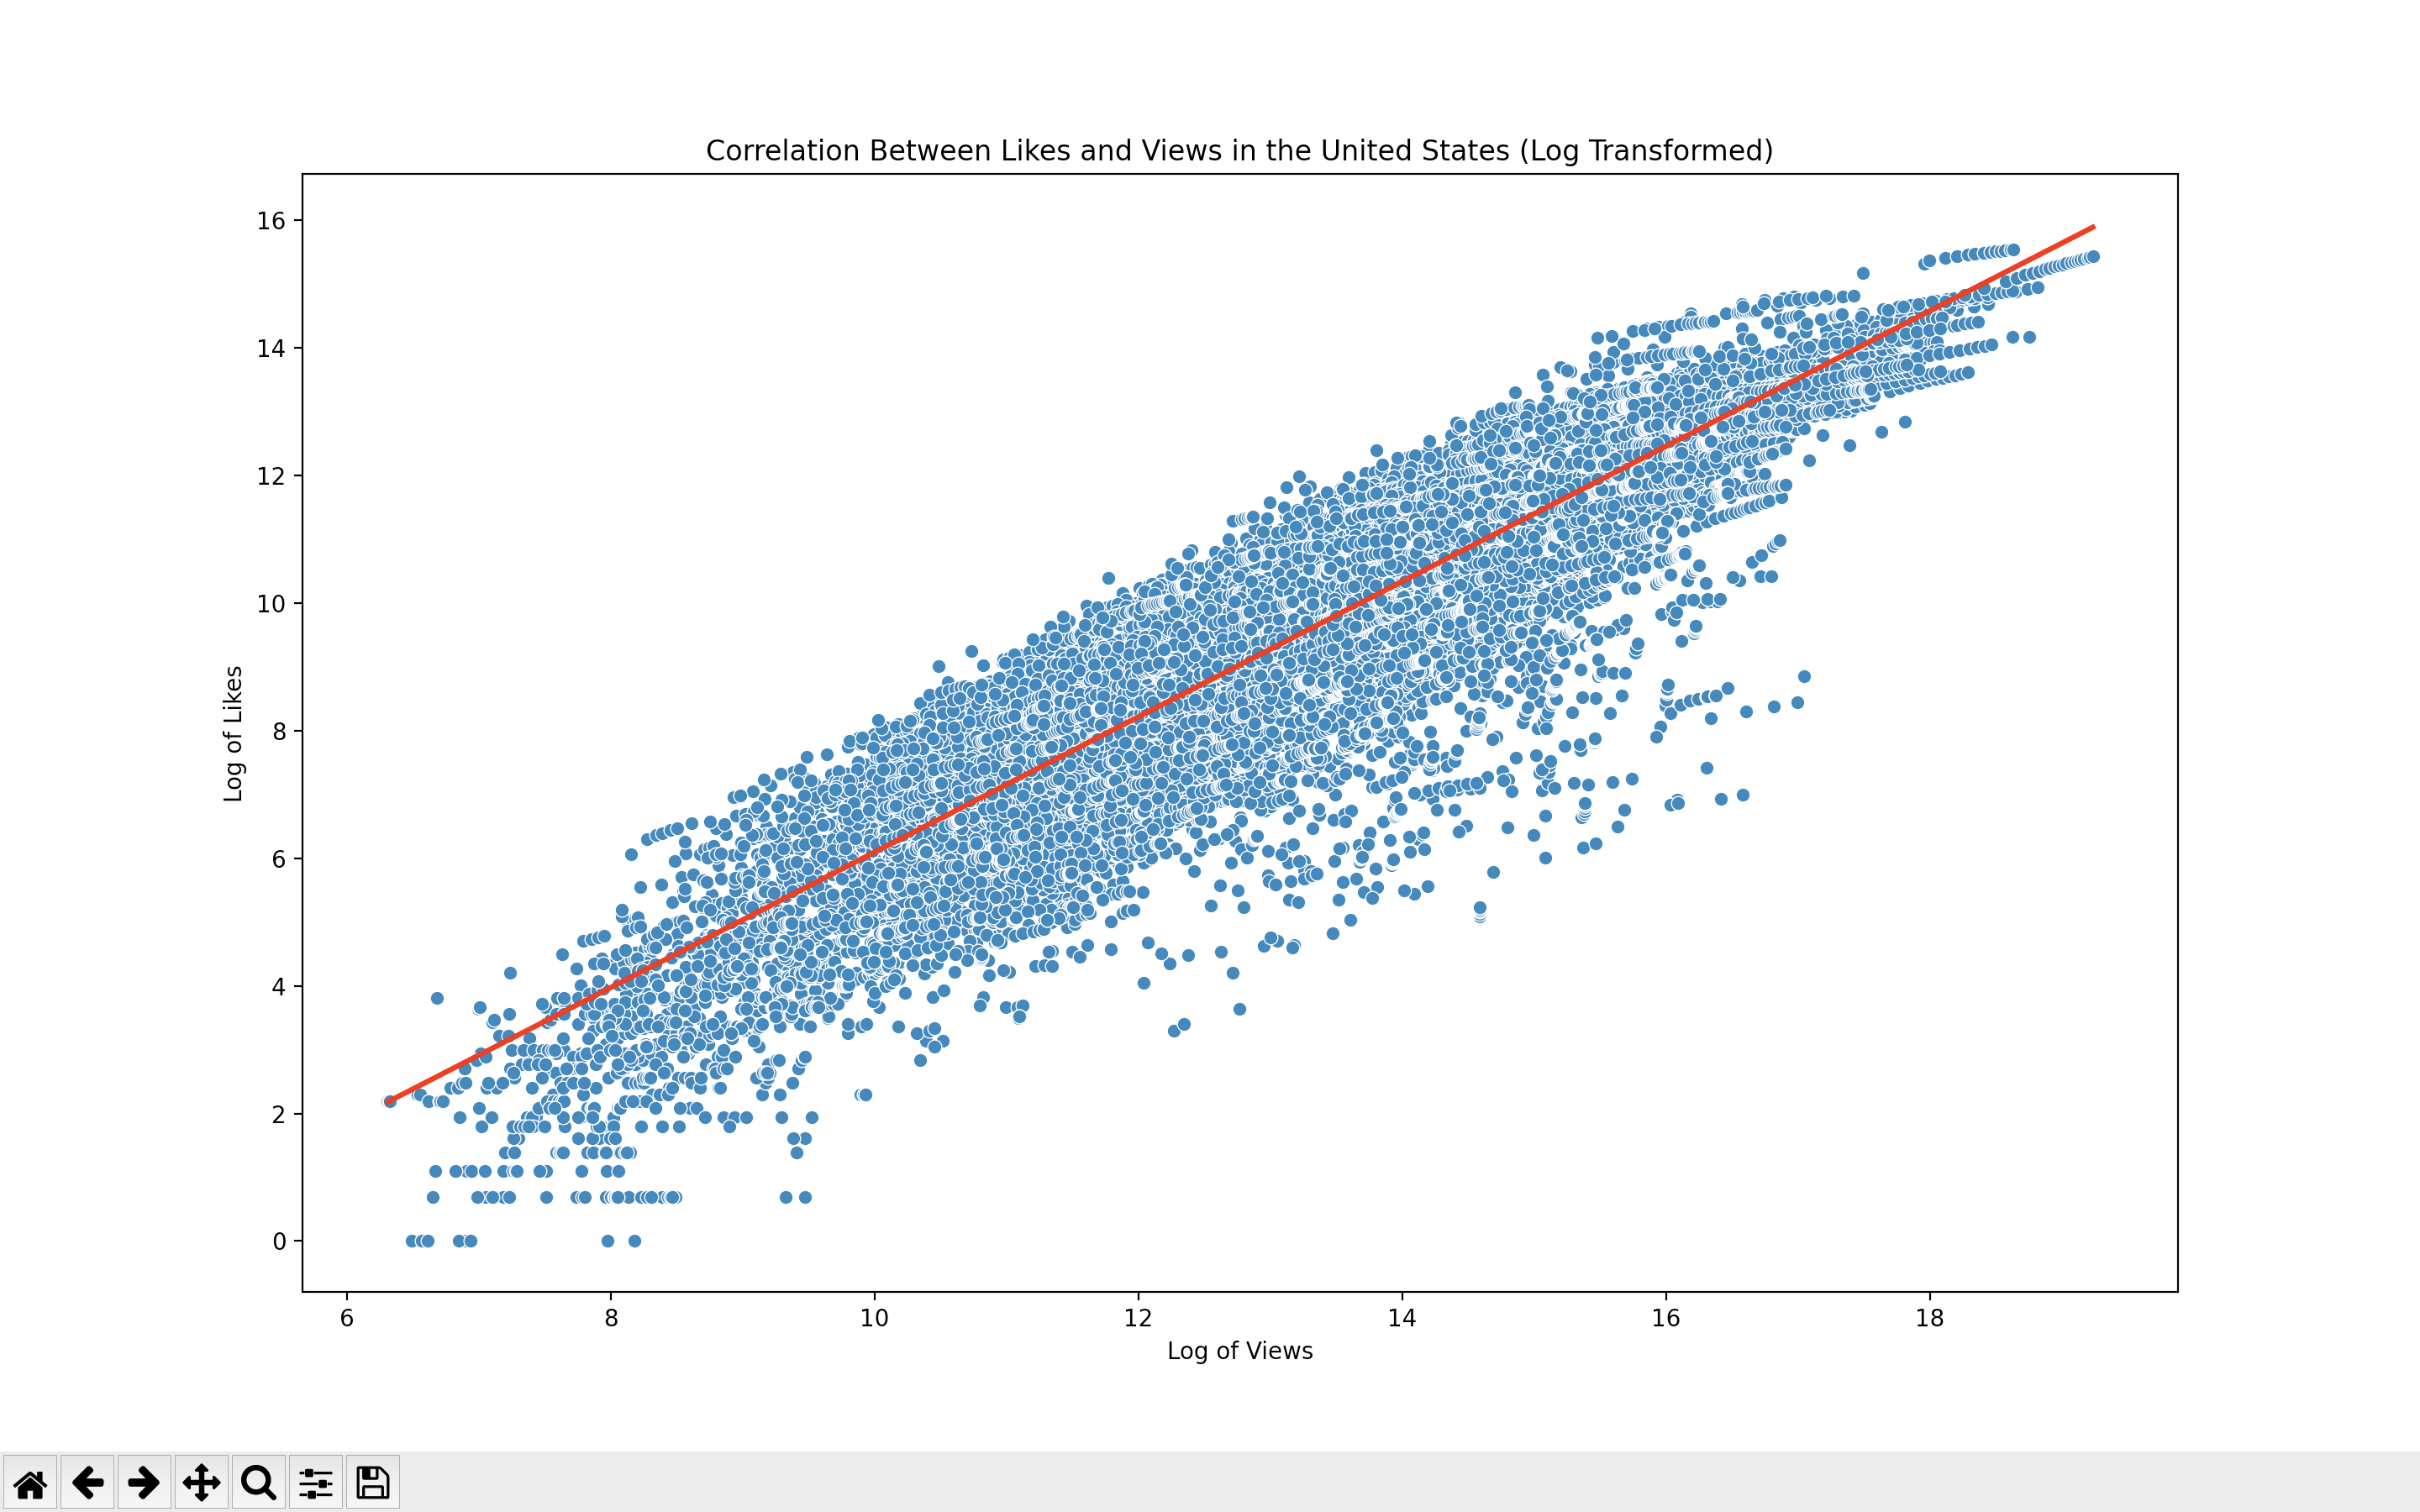 Correlation Between Likes and Views in the United States (Log Transformed)
16
14
12
10
8
6
4
2
0
Log of Likes
6 8 10 12 14 16 18
Log of Views